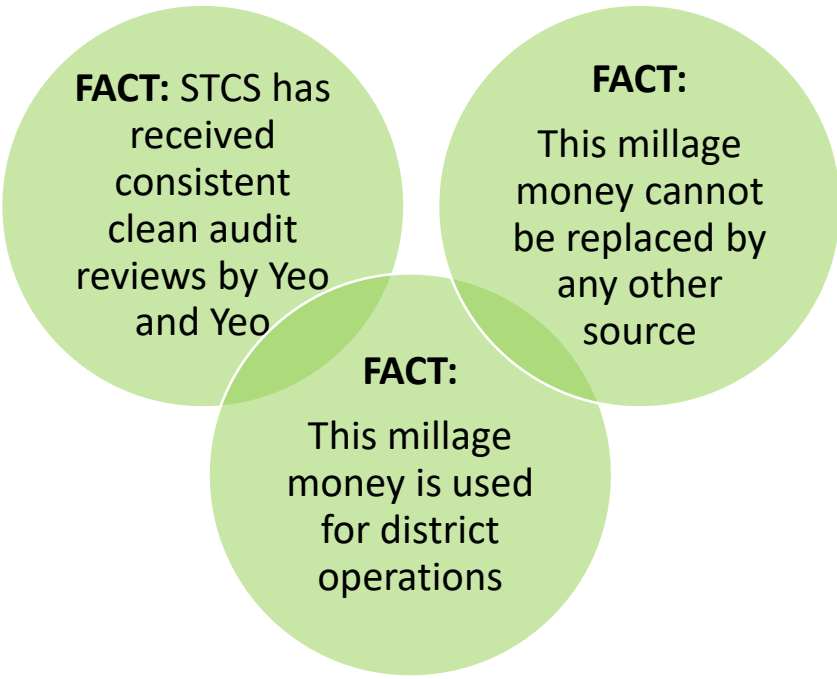 FACT: STCS has
received
consistent
clean audit
reviews by Yeo
and Yeo
FACT:
This millage
money cannot
be replaced by
any other
source
FACT:
This millage
money is used
for district
operations